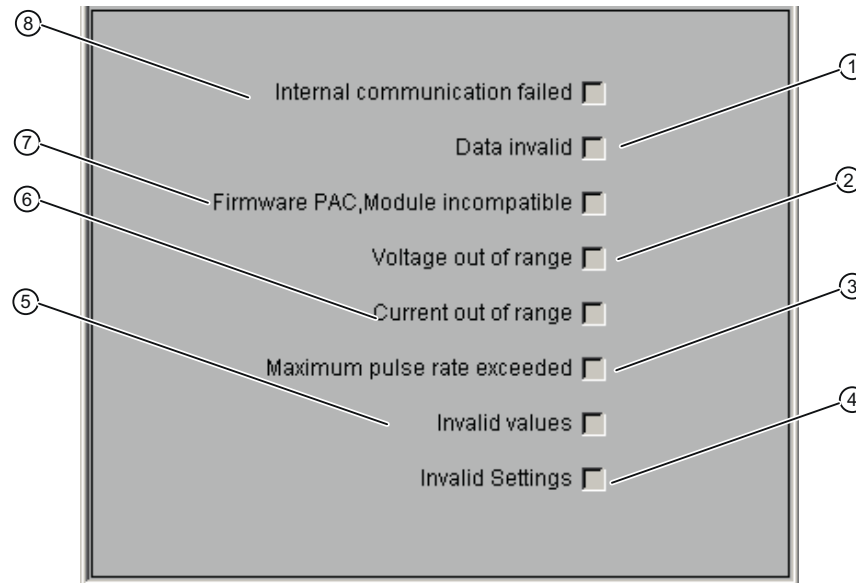 8
Internal communication failed
1
Data invalid
7
Firmware PAC,Module incompatible
2
6
Voltage out of range
3
5
Current out of range
Maximum pulse rate exceeded
4
Invalid values
Invalid Settings